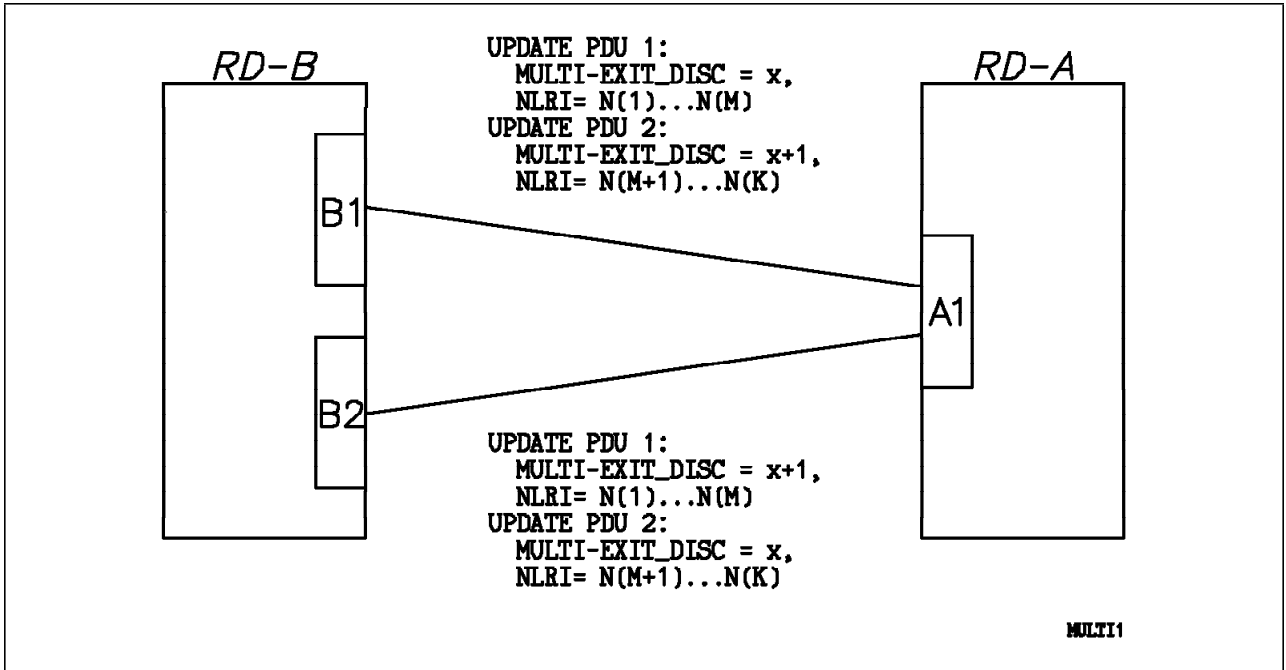 RD-B
UPDATE PDU 1:
MULTI-EXIT_DISC = x,
NLRI= N(1)...N(M)
UPDATE PDU 2:
MULTI-EXIT_DISC = x+1,
NLRI= N(M+1)...N(K)
RD-A
B1
A1
B2
UPDATE PDU 1:
MULTI-EXIT_DISC = x+1,
NLRI= N(1)...N(M)
UPDATE PDU 2:
MULTI-EXIT_DISC = x,
NLRI= N(M+1)...N(K)
MULTI1